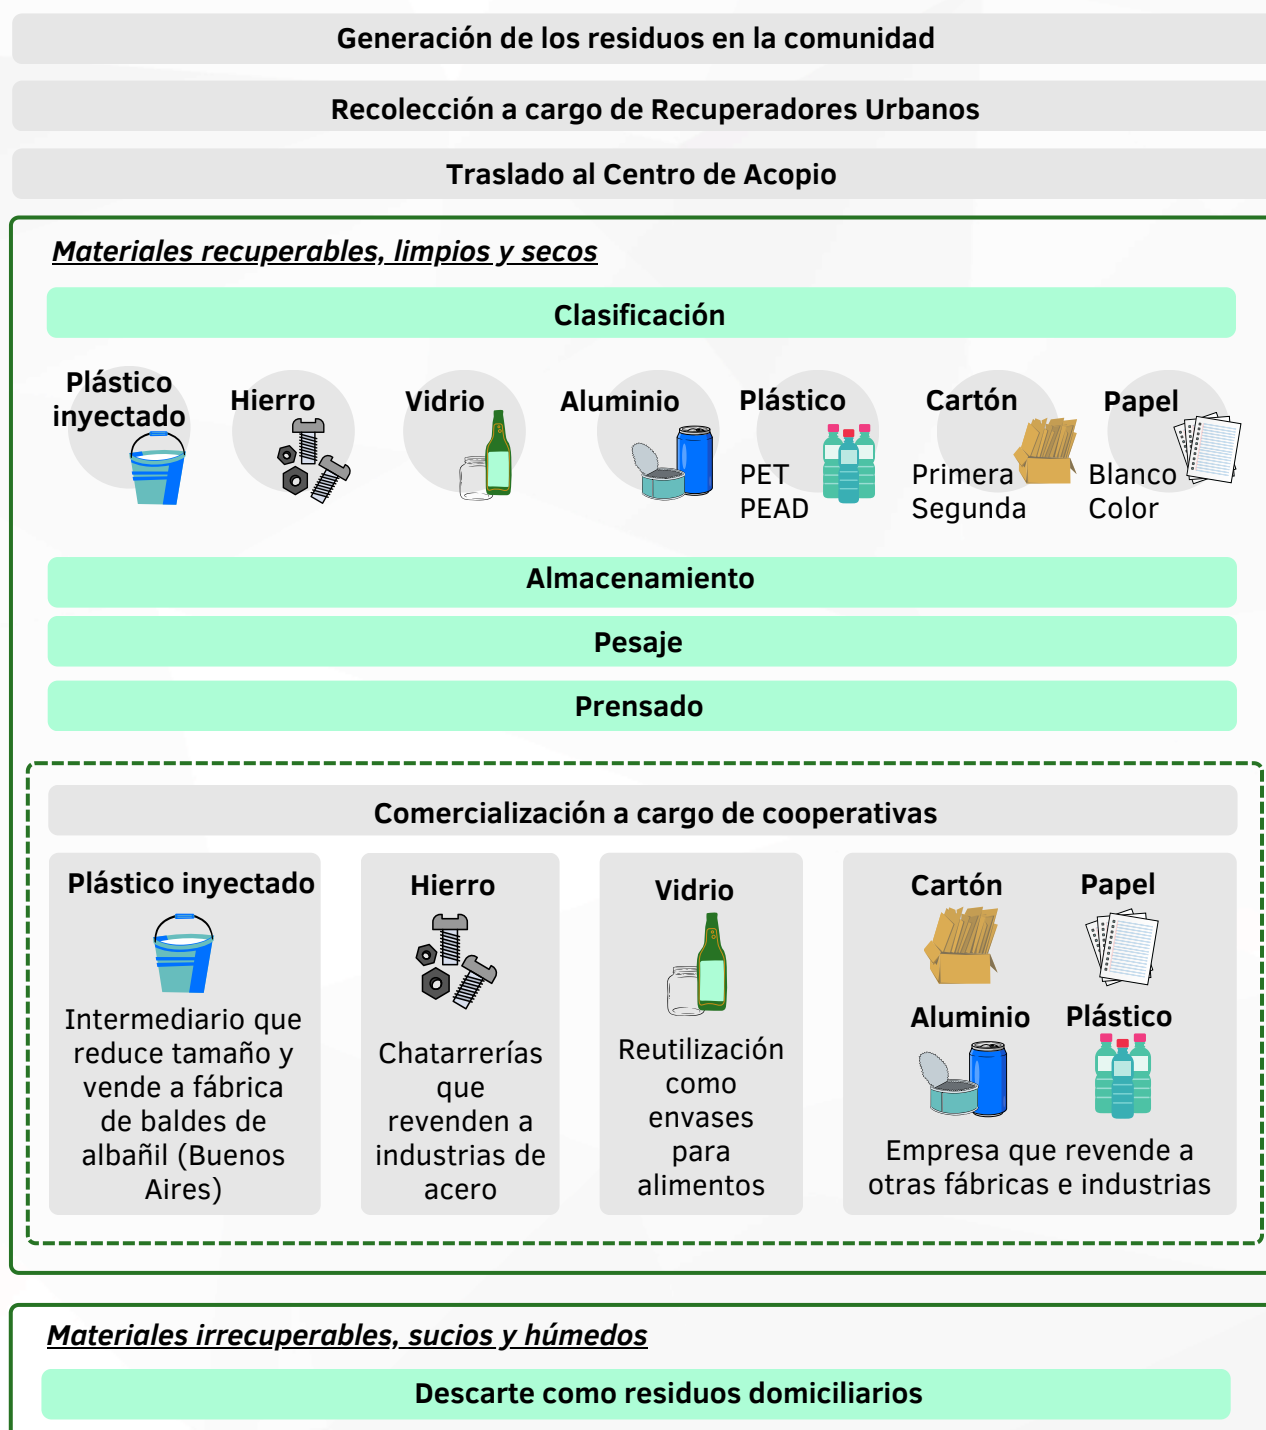 Generación de los residuos en la comunidad
Recolección a cargo de Recuperadores Urbanos
Traslado al Centro de Acopio
Materiales recuperables, limpios y secos
Clasificación
Plástico
inyectado
Hierro
Vidrio
Aluminio
Plástico
PET
PEAD
Cartón
Primera
Segunda
Papel
Blanco
Color
Almacenamiento
Pesaje
Prensado
Comercialización a cargo de cooperativas
Plástico inyectado
Intermediario que
reduce tamaño y
vende a fábrica
de baldes de
albañil (Buenos
Aires)
Hierro
Chatarrerías
que
revenden a
industrias de
acero
Vidrio
Reutilización
como
envases
para
alimentos
Cartón
Papel
Aluminio
Plástico
Empresa que revende a
otras fábricas e industrias
Materiales irrecuperables, sucios y húmedos
Descarte como residuos domiciliarios